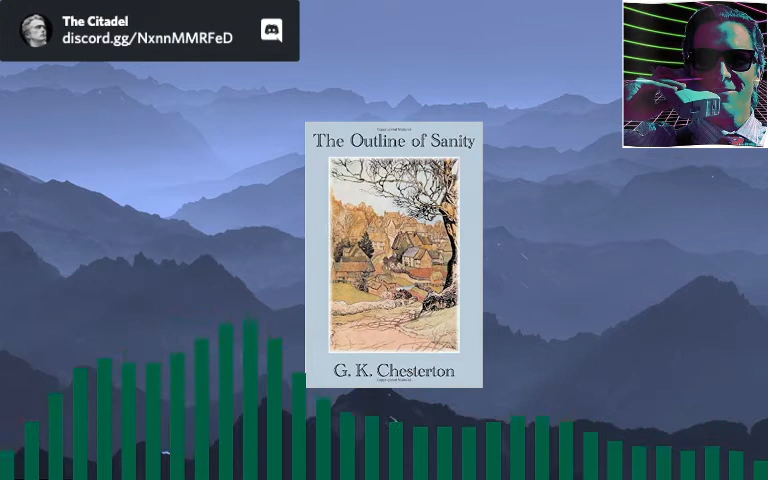 The Citadel
discord.gg/NxnnMMRFeD
The Outline of Sanity
G. K. Chesterton